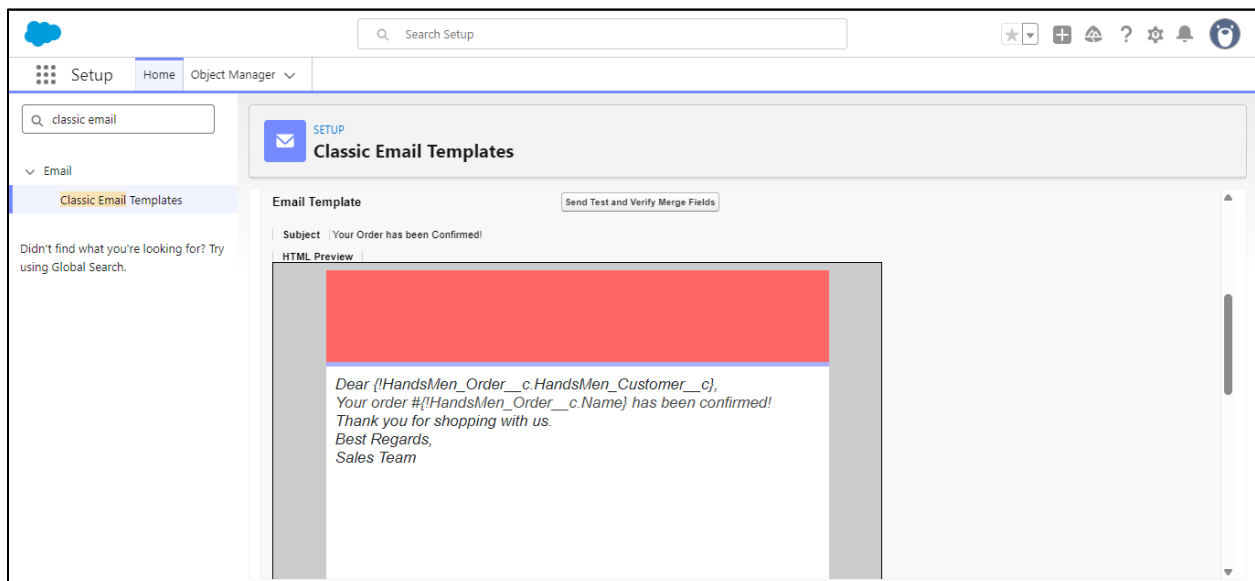 Search Setup
Setup
Home
Object Manager
classic email
Email
Classic Email Templates
Didn't find what you're looking for? Try
using Global Search.
SETUP
Classic Email Templates
Email Template
Send Test and Verify Merge Fields
Subject Your Order has been Confirmed!
HTML Preview
Dear {!HandsMen_Order__c.HandsMen_Customer__c},
Your order #{!HandsMen_Order__c.Name} has been confirmed!
Thank you for shopping with us.
Best Regards,
Sales Team